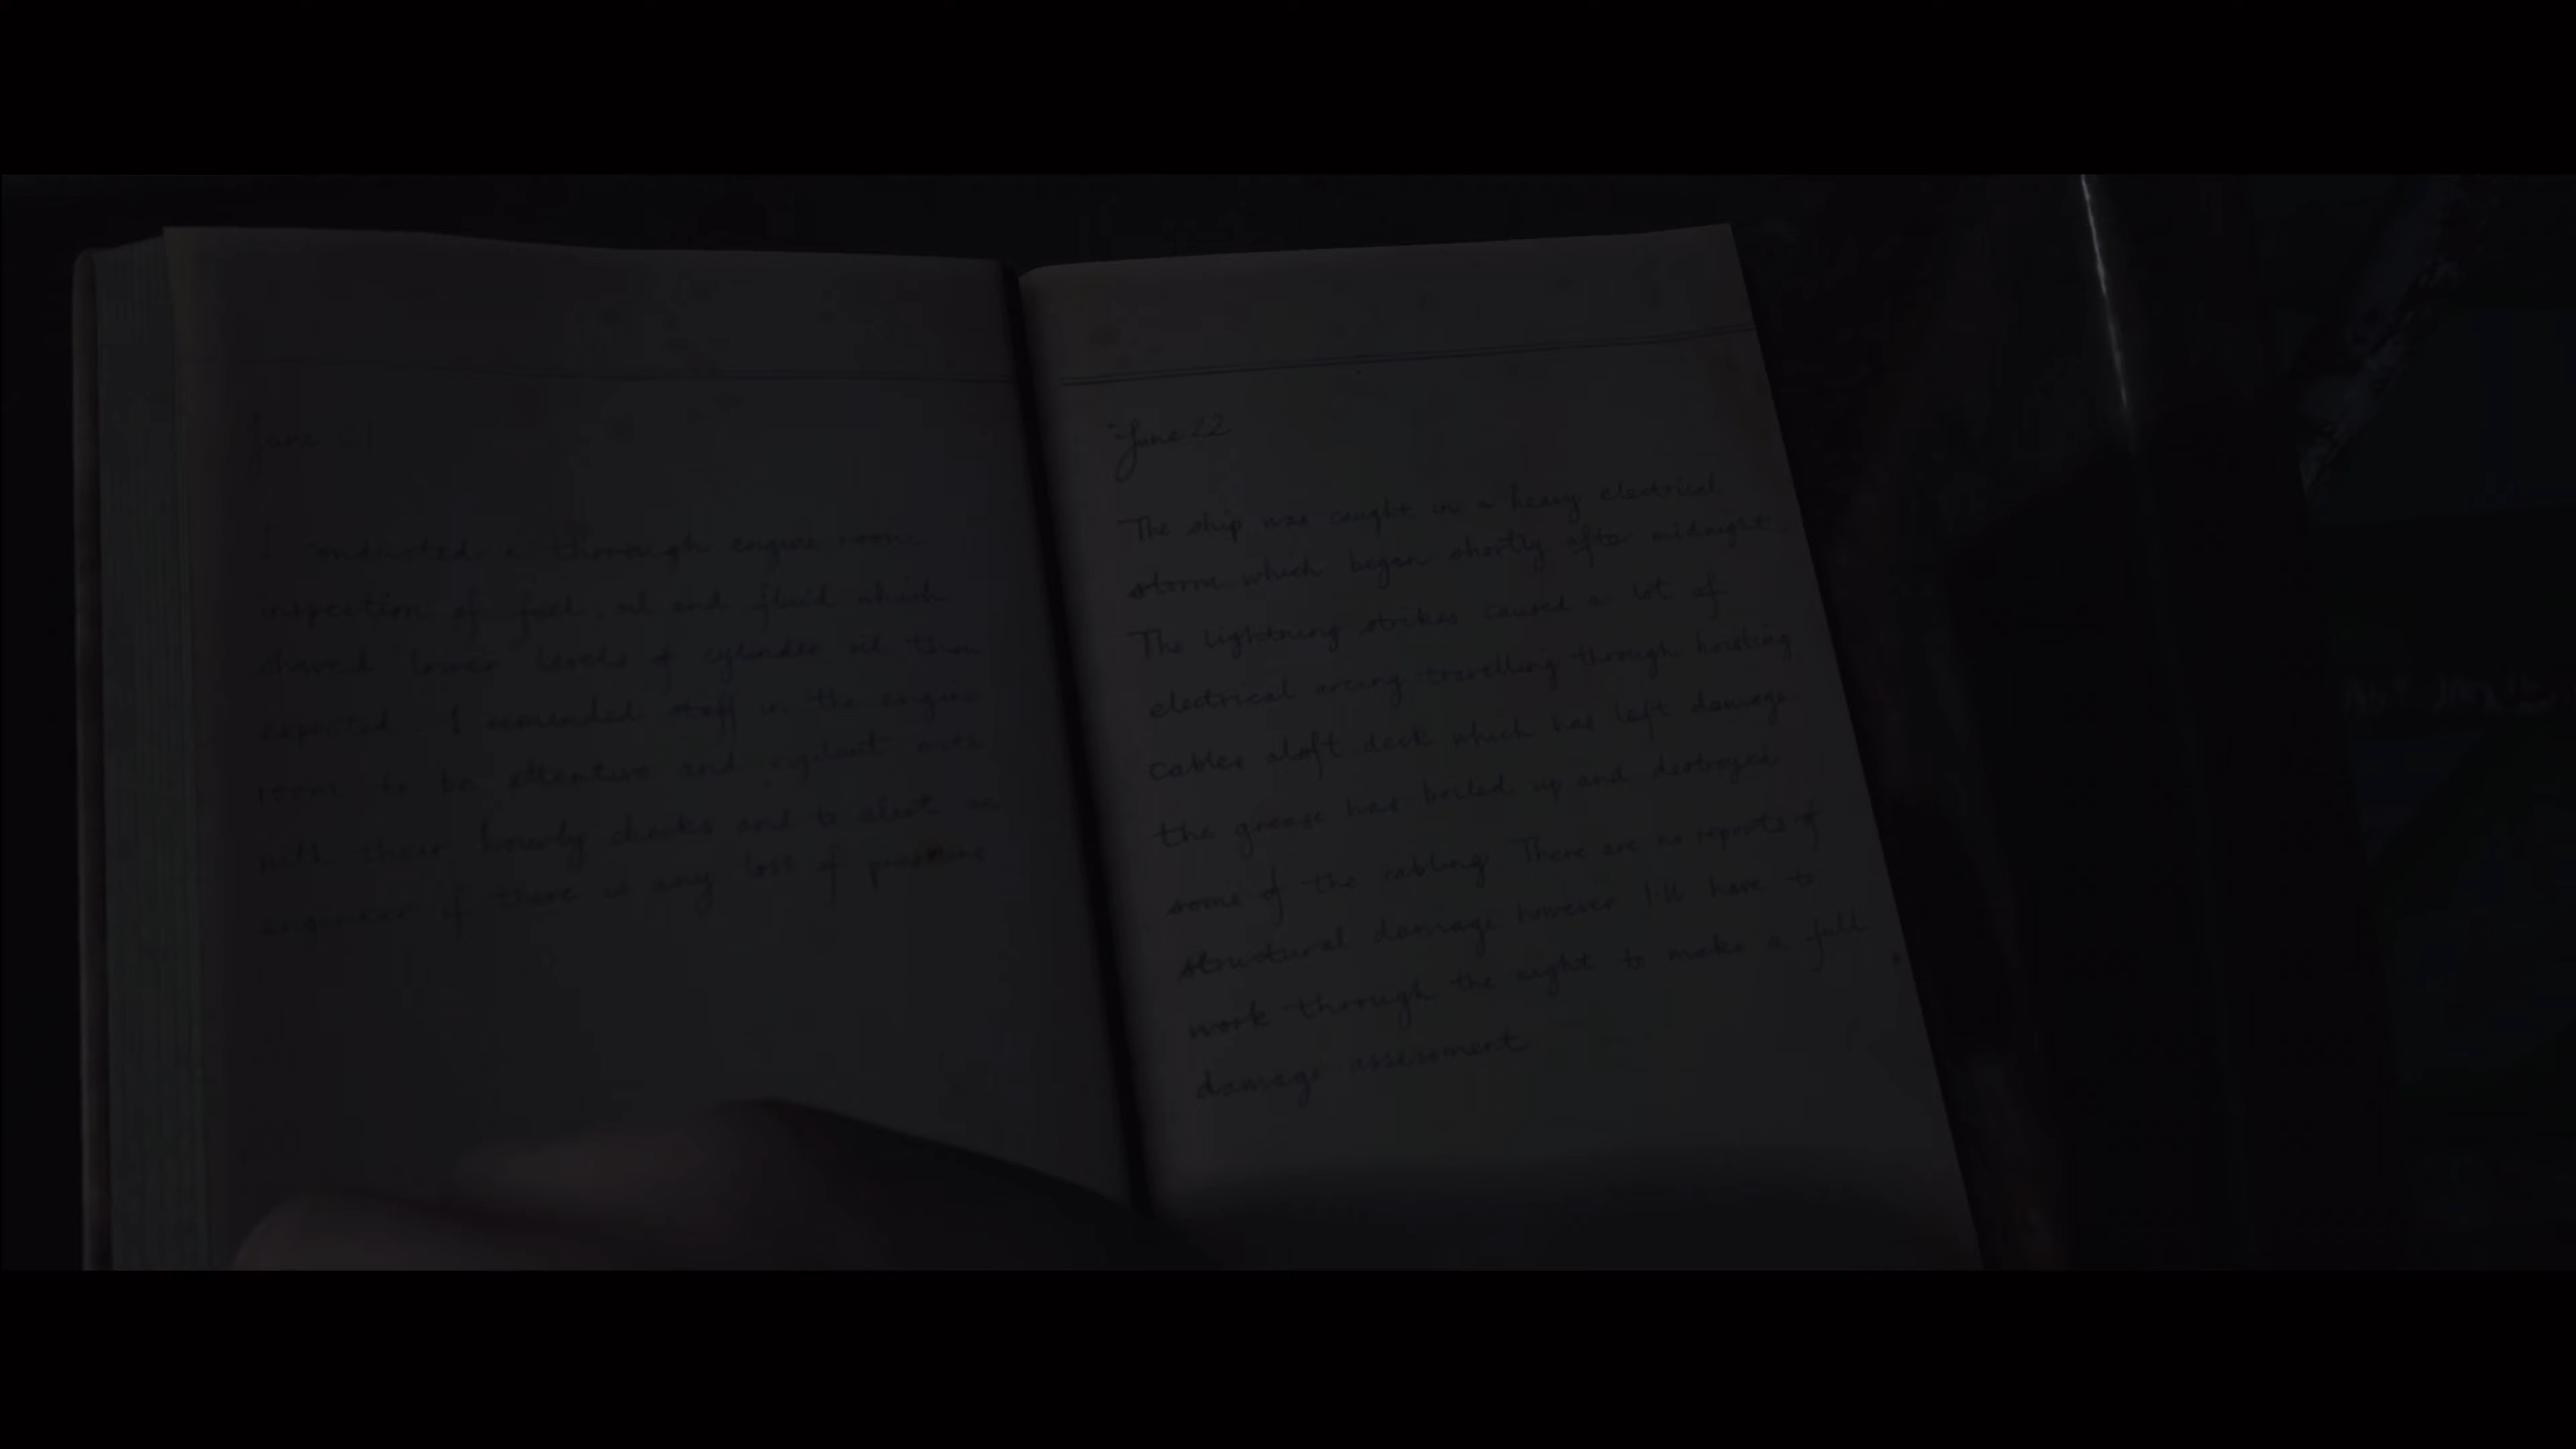 June 21
I conducted a thorough engine room
inspection of fuel, oil and fluid which
showed lower levels of cylinder oil than
expected. I reminded staff in the engine
room to be attentive and vigilant
with their hourly checks and to alert an
engineer if there is any loss of pressure
June 22
The ship was caught in a heavy electrical
storm which began shortly after midnight.
The lightning strikes caused a lot of
electrical arcing travelling through hoisting
cables aloft deck which has left damage
the grease has boiled up and destroyed
some of the cabling. There are no reports of
structural damage however I'll have to
work through the night to make a full
damage assessment